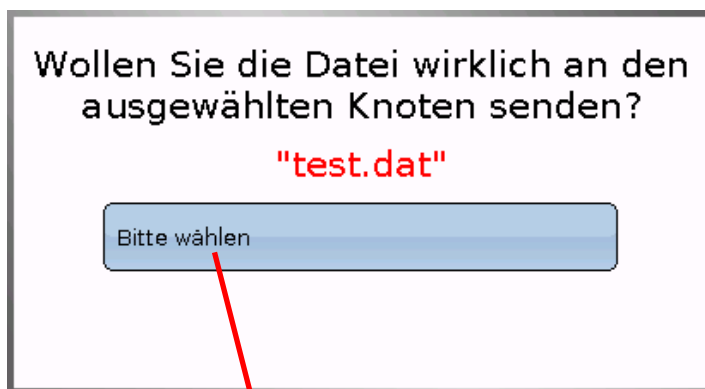 Wollen Sie die Datei wirklich an den
ausgewählten Knoten senden?
"test.dat"
Bitte wählen